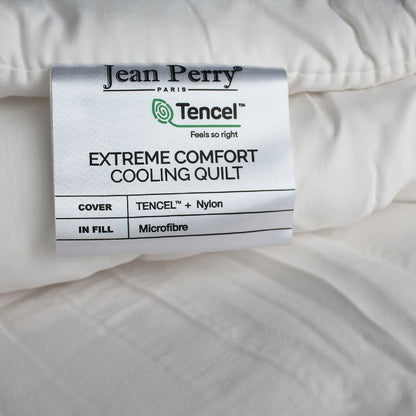 Jean Perry®
PARIS
Tencel™
Feels so right
EXTREME COMFORT
COOLING QUILT
COVER TENCEL™ + Nylon
IN FILL Microfibre